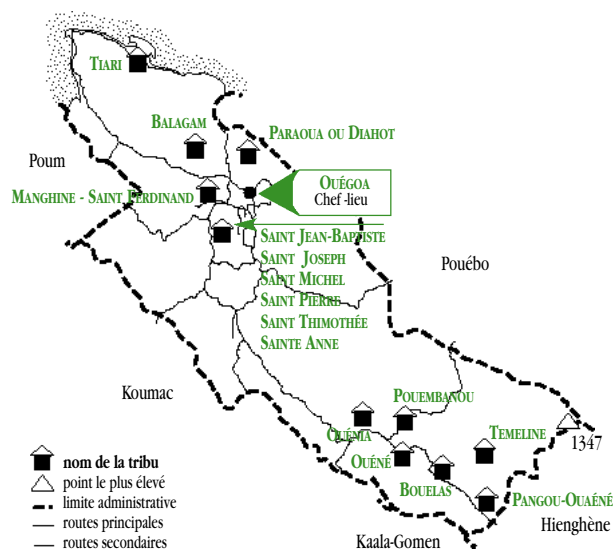 TIARI
BALAGAM
PARAOUA OU DIAHOT
Poum
OUÉGOA
Chef -lieu
MANGHINE - SAINT FERDINAND
SAINT JEAN-BAPTISTE
SAINT JOSEPH
SAINT MICHEL
SAINT PIERRE
SAINT THIMOTHÉE
SAINTE ANNE
Pouébo
Koumac
POUEMBANOU
OUÉNIA
TEMELINE
1347
OUÉNÉ
BOUELAS
PANGOU-OUAÉNÉ
Hienghène
Kaala-Gomen
nom de la tribu
point le plus élevé
limite administrative
routes principales
routes secondaires